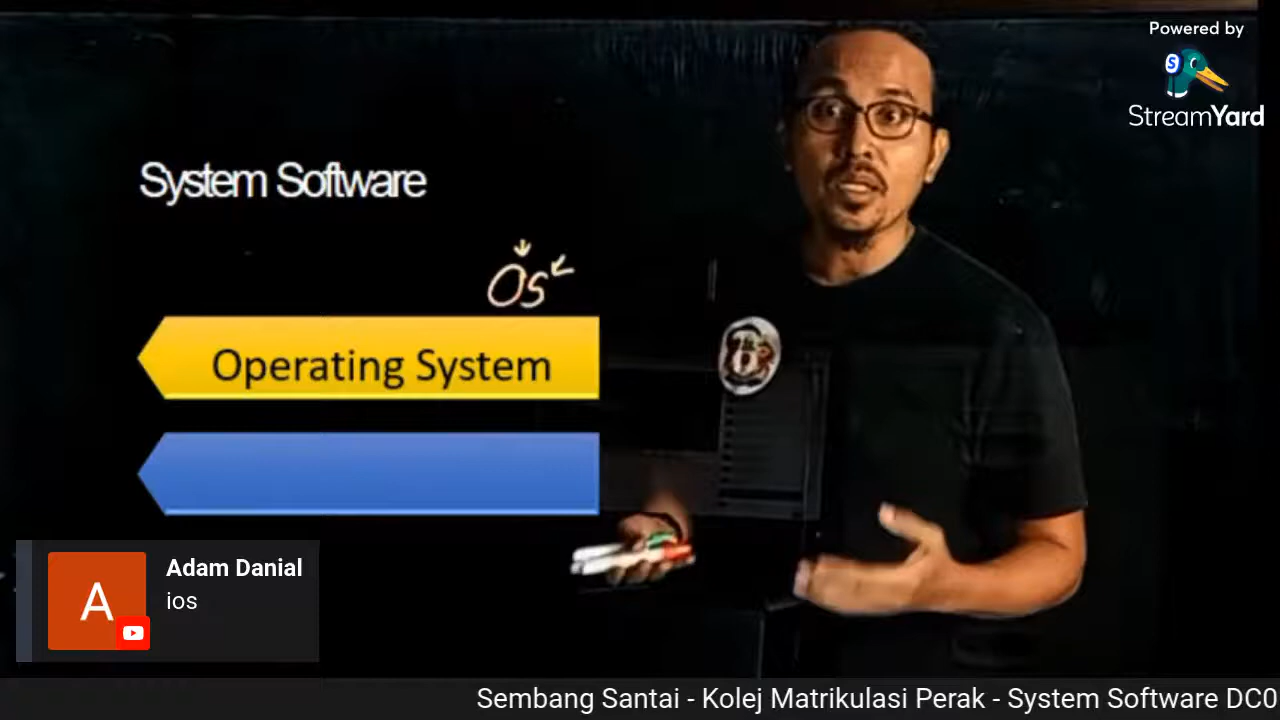 Powered by
StreamYard
System Software
OS
Operating System
Adam Danial
ios
A
Sembang Santai - Kolej Matrikulasi Perak - System Software DC0